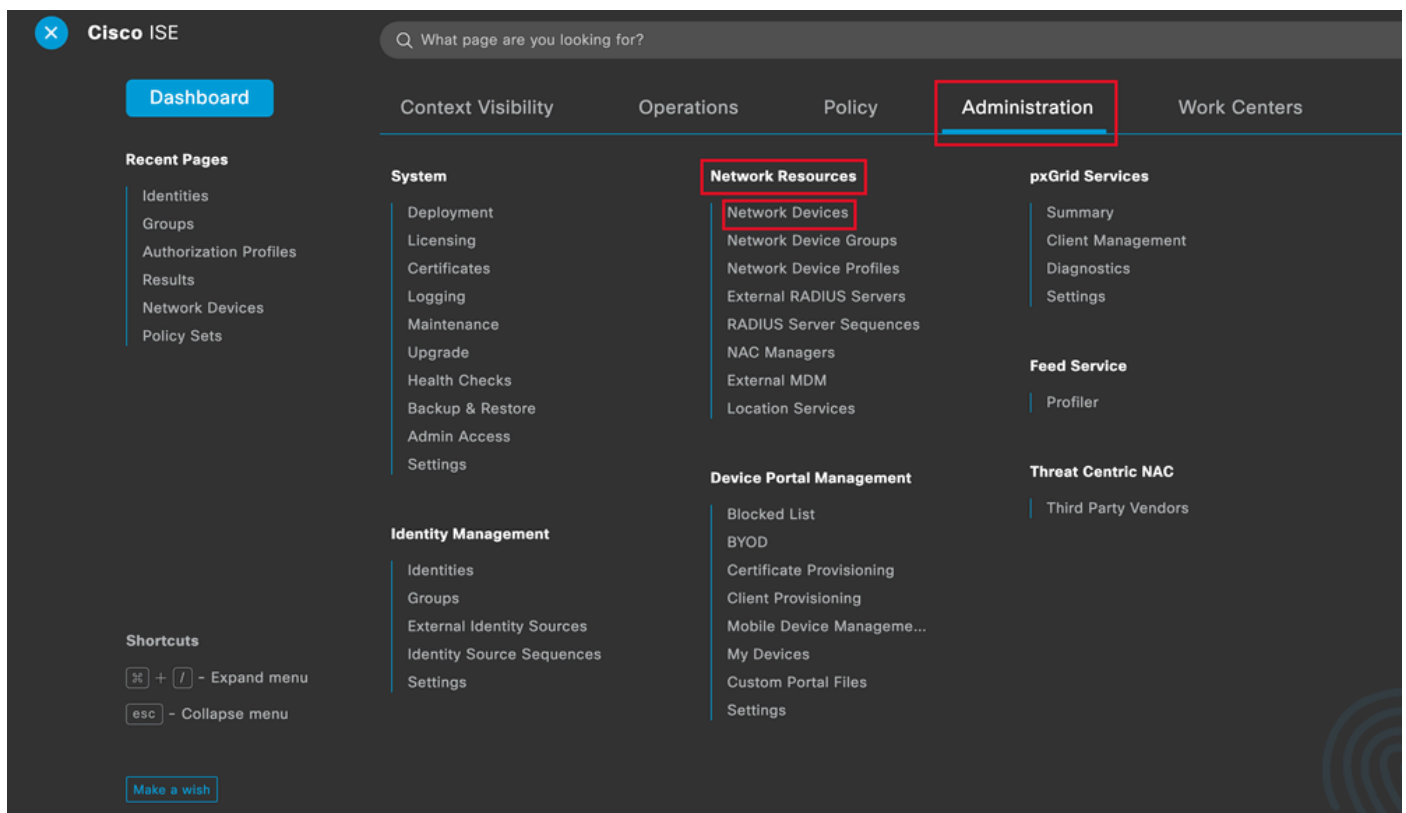 Cisco ISE
What page are you looking for?
Dashboard
Context Visibility
Operations
Policy
Administration
Work Centers
Recent Pages
Identities
Groups
Authorization Profiles
Results
Network Devices
Policy Sets
Shortcuts
⌘ + / - Expand menu
esc - Collapse menu
Make a wish
System
Deployment
Licensing
Certificates
Logging
Maintenance
Upgrade
Health Checks
Backup & Restore
Admin Access
Settings
Identity Management
Identities
Groups
External Identity Sources
Identity Source Sequences
Settings
Network Resources
Network Devices
Network Device Groups
Network Device Profiles
External RADIUS Servers
RADIUS Server Sequences
NAC Managers
External MDM
Location Services
Device Portal Management
Blocked List
BYOD
Certificate Provisioning
Client Provisioning
Mobile Device Manageme...
My Devices
Custom Portal Files
Settings
pxGrid Services
Summary
Client Management
Diagnostics
Settings
Feed Service
Profiler
Threat Centric NAC
Third Party Vendors